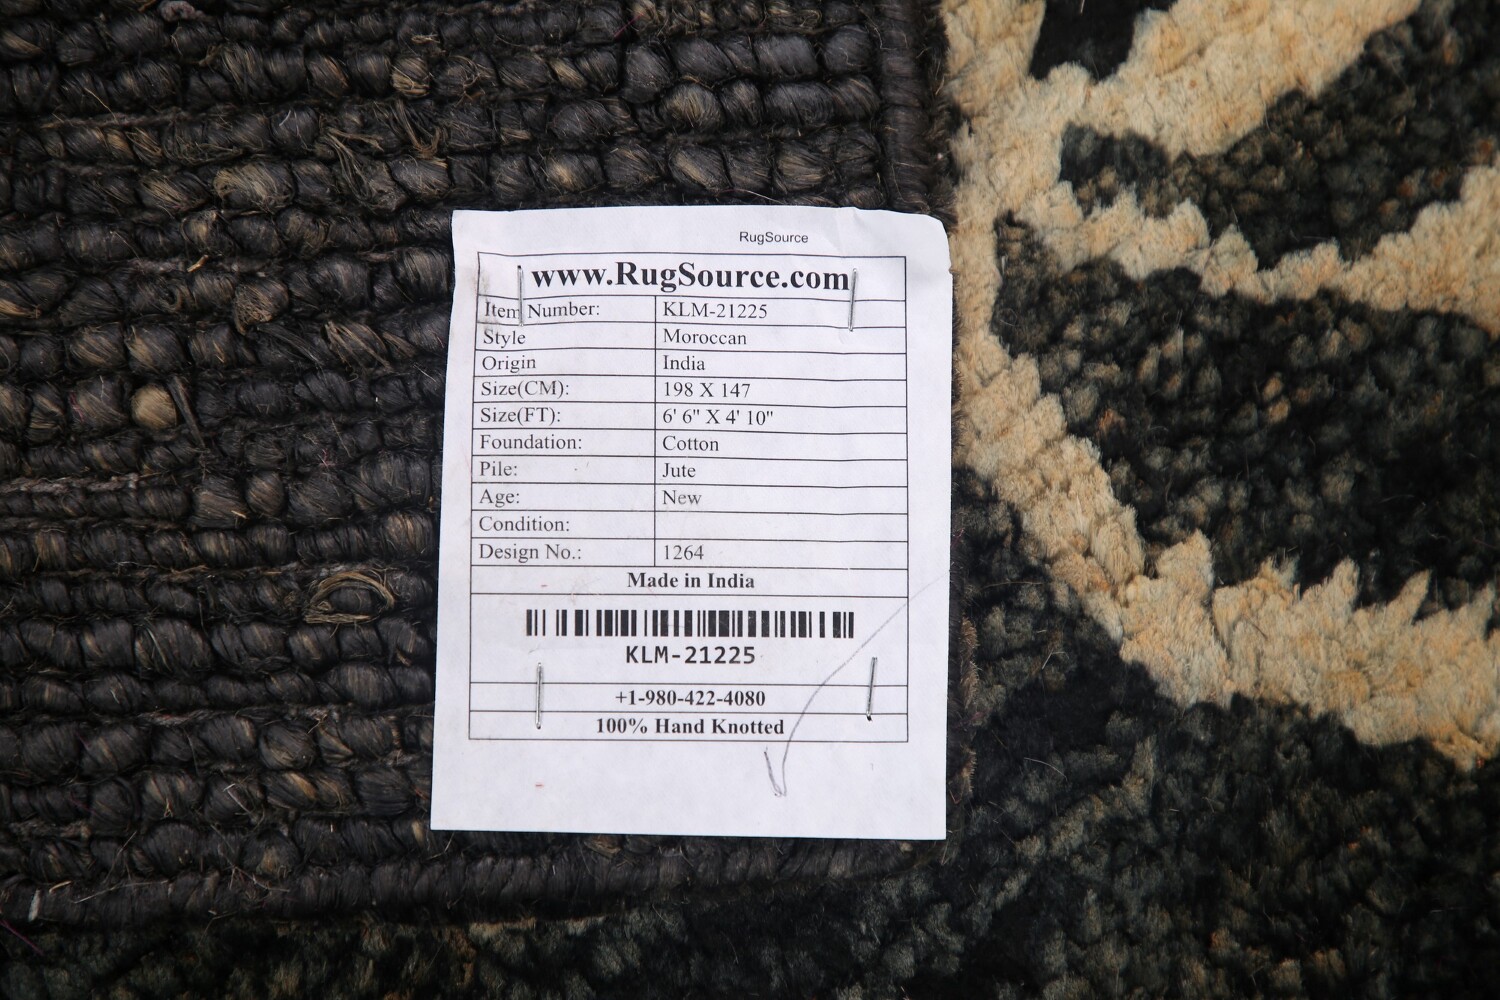 RugSource
www.RugSource.com
Item Number: KLM-21225
Style Moroccan
Origin India
Size(CM): 198 X 147
Size(FT): 6' 6" X 4' 10"
Foundation: Cotton
Pile: Jute
Age: New
Condition:
Design No.: 1264
Made in India
KLM-21225
+1-980-422-4080
100% Hand Knotted